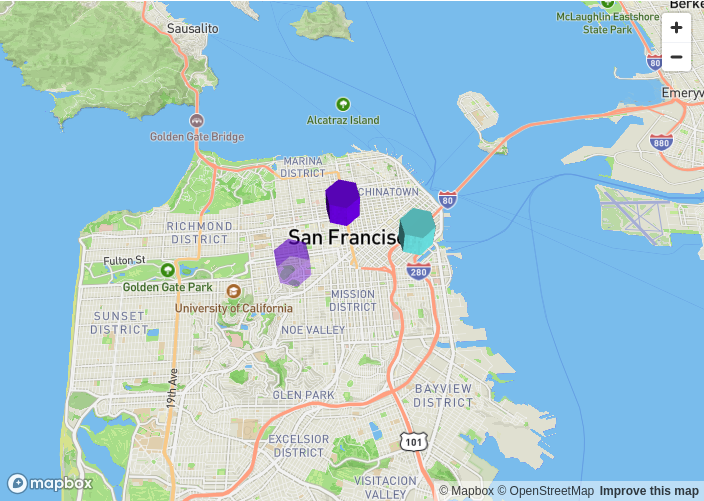 Sausalito
McLaughlin Eastshore
State Park
Berke
+
−
80
Emeryv
Golden Gate Bridge
Alcatraz Island
880
MARINA
DISTRICT
CHINATOWN
80
RICHMOND
DISTRICT
San Francisc
Fulton St
280
Golden Gate Park
University of California
MISSION
DISTRICT
SUNSET
DISTRICT
NOE VALLEY
19th Ave
GLEN PARK
BAYVIEW
DISTRICT
EXCELSIOR
DISTRICT
101
VISITACION
VALLEY
mapbox
© Mapbox © OpenStreetMap Improve this map